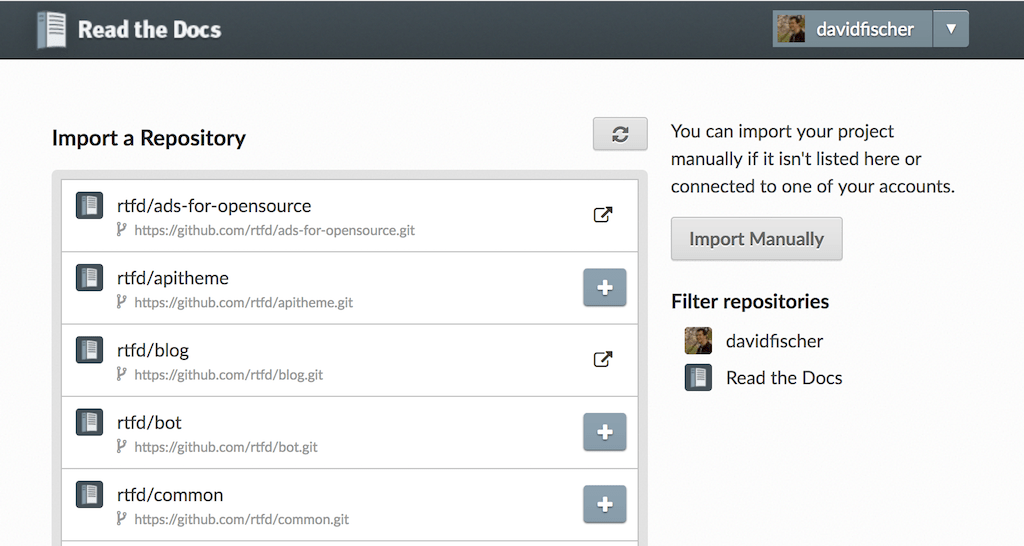 Read the Docs
davidfischer
Import a Repository
rtfd/ads-for-opensource
https://github.com/rtfd/ads-for-opensource.git
rtfd/apitheme
https://github.com/rtfd/apitheme.git
rtfd/blog
https://github.com/rtfd/blog.git
rtfd/bot
https://github.com/rtfd/bot.git
rtfd/common
https://github.com/rtfd/common.git
You can import your project
manually if it isn't listed here or
connected to one of your accounts.
Import Manually
Filter repositories
davidfischer
Read the Docs